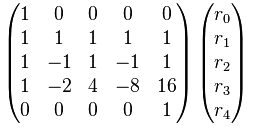 1 0 0 0 0 r₀
1 1 1 1 1 r₁
1 −1 1 −1 1 r₂
1 −2 4 −8 16 r₃
0 0 0 0 1 r₄